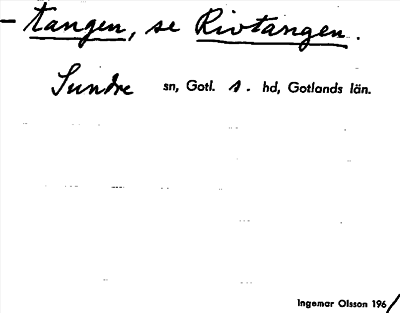 - tangen, se Rivtangen.
Sundre sn, Gotl. s. hd, Gotlands län.
Ingemar Olsson 196/